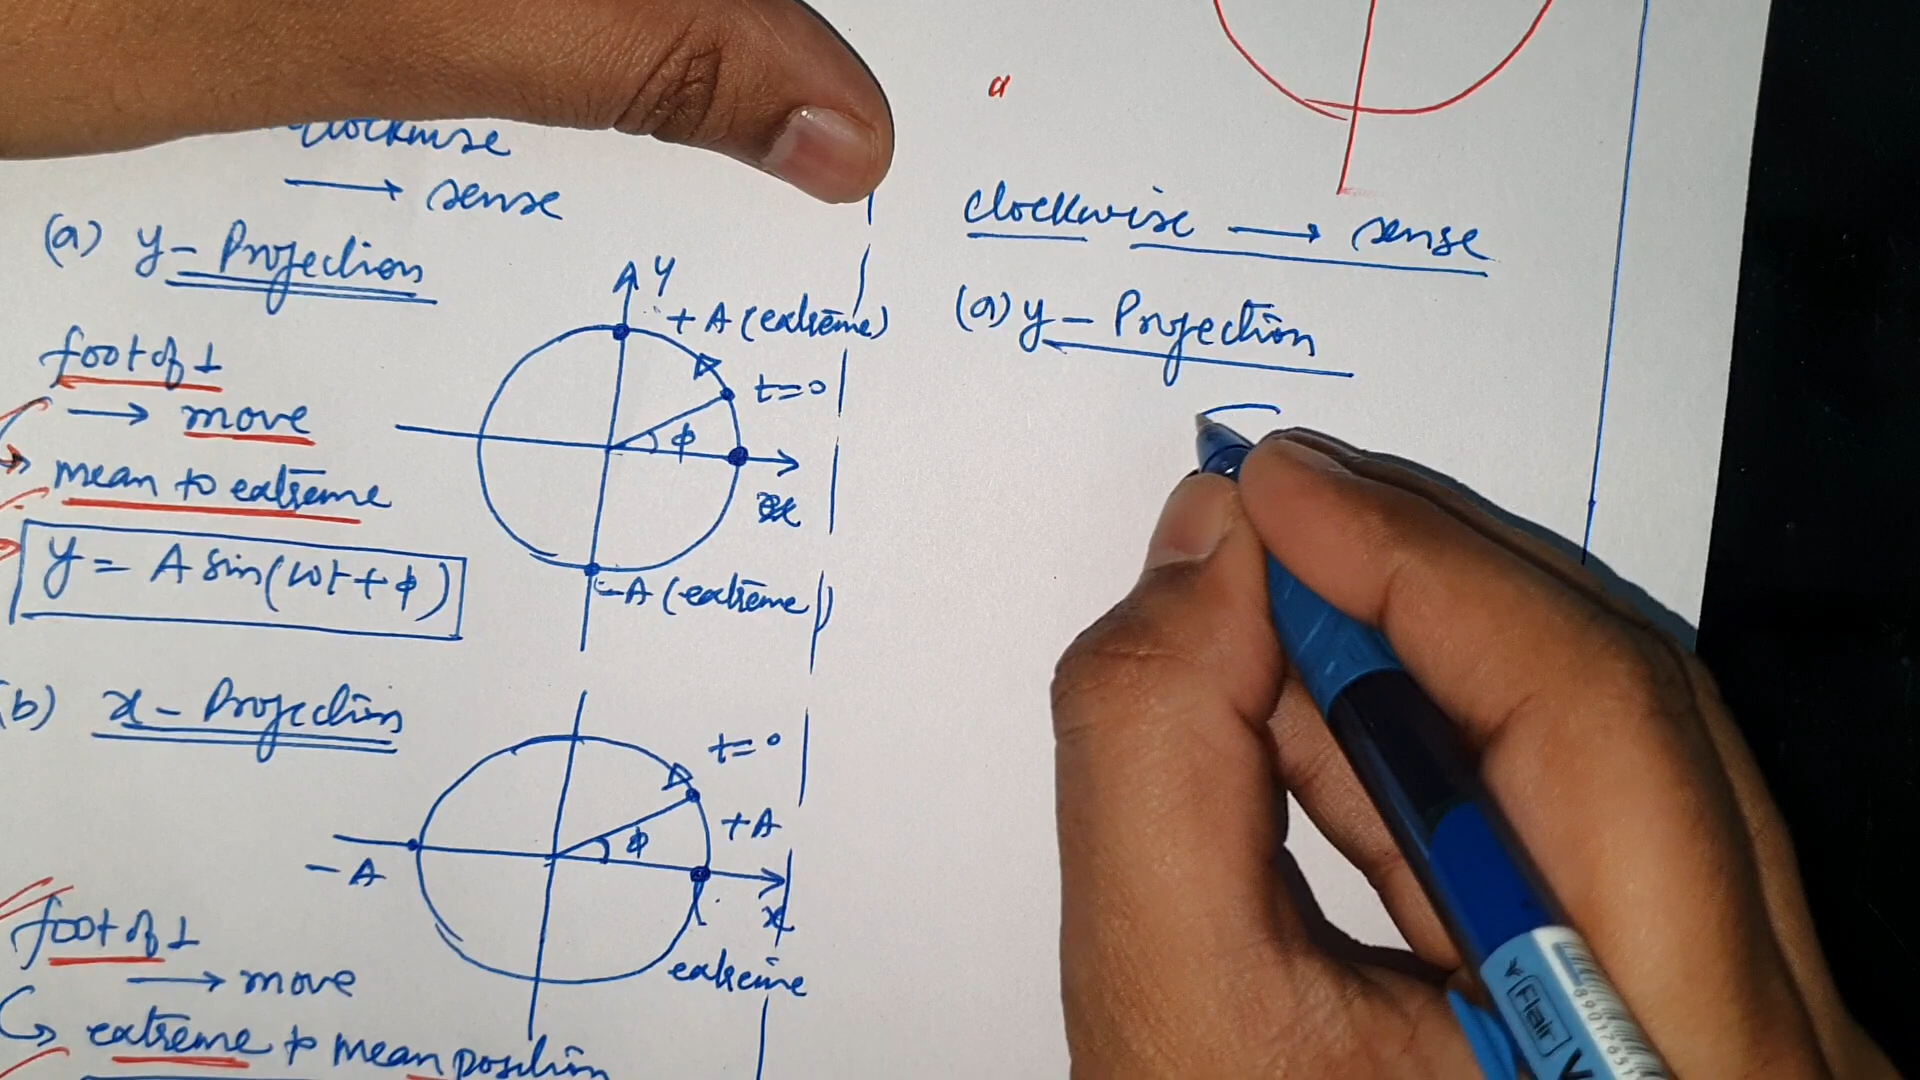 clockwise
→ sense
(a) y - Projection
foot of ⊥
→ move
mean to extreme
y = A sin(ωt + ϕ)
Y
+ A (extreme)
t = 0
ϕ
x
- A (extreme)
(b) x - Projection
t = 0
+ A
ϕ
- A
x
extreme
foot of ⊥
→ move
extreme to mean position
clockwise → sense
(a) y - Projection
Flair